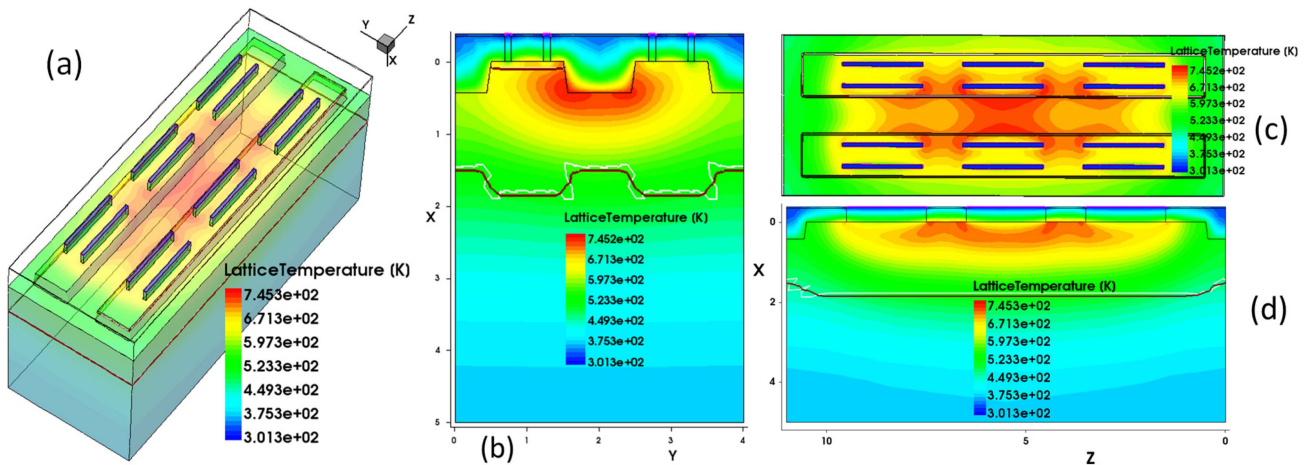 (a)
Y
Z
X
LatticeTemperature (K)
7.453e+02
6.713e+02
5.973e+02
5.233e+02
4.493e+02
3.753e+02
3.013e+02
0
1
2
3
4
5
X
LatticeTemperature (K)
7.452e+02
6.713e+02
5.973e+02
5.233e+02
4.493e+02
3.753e+02
3.013e+02
0
1
2
3
4
(b)
Y
LatticeTemperature (K)
7.452e+02
6.713e+02
5.973e+02
5.233e+02
4.493e+02
3.752e+02
3.013e+02
(c)
0
2
4
X
LatticeTemperature (K)
7.453e+02
6.713e+02
5.973e+02
5.233e+02
4.493e+02
3.753e+02
3.013e+02
(d)
10
5
0
Z